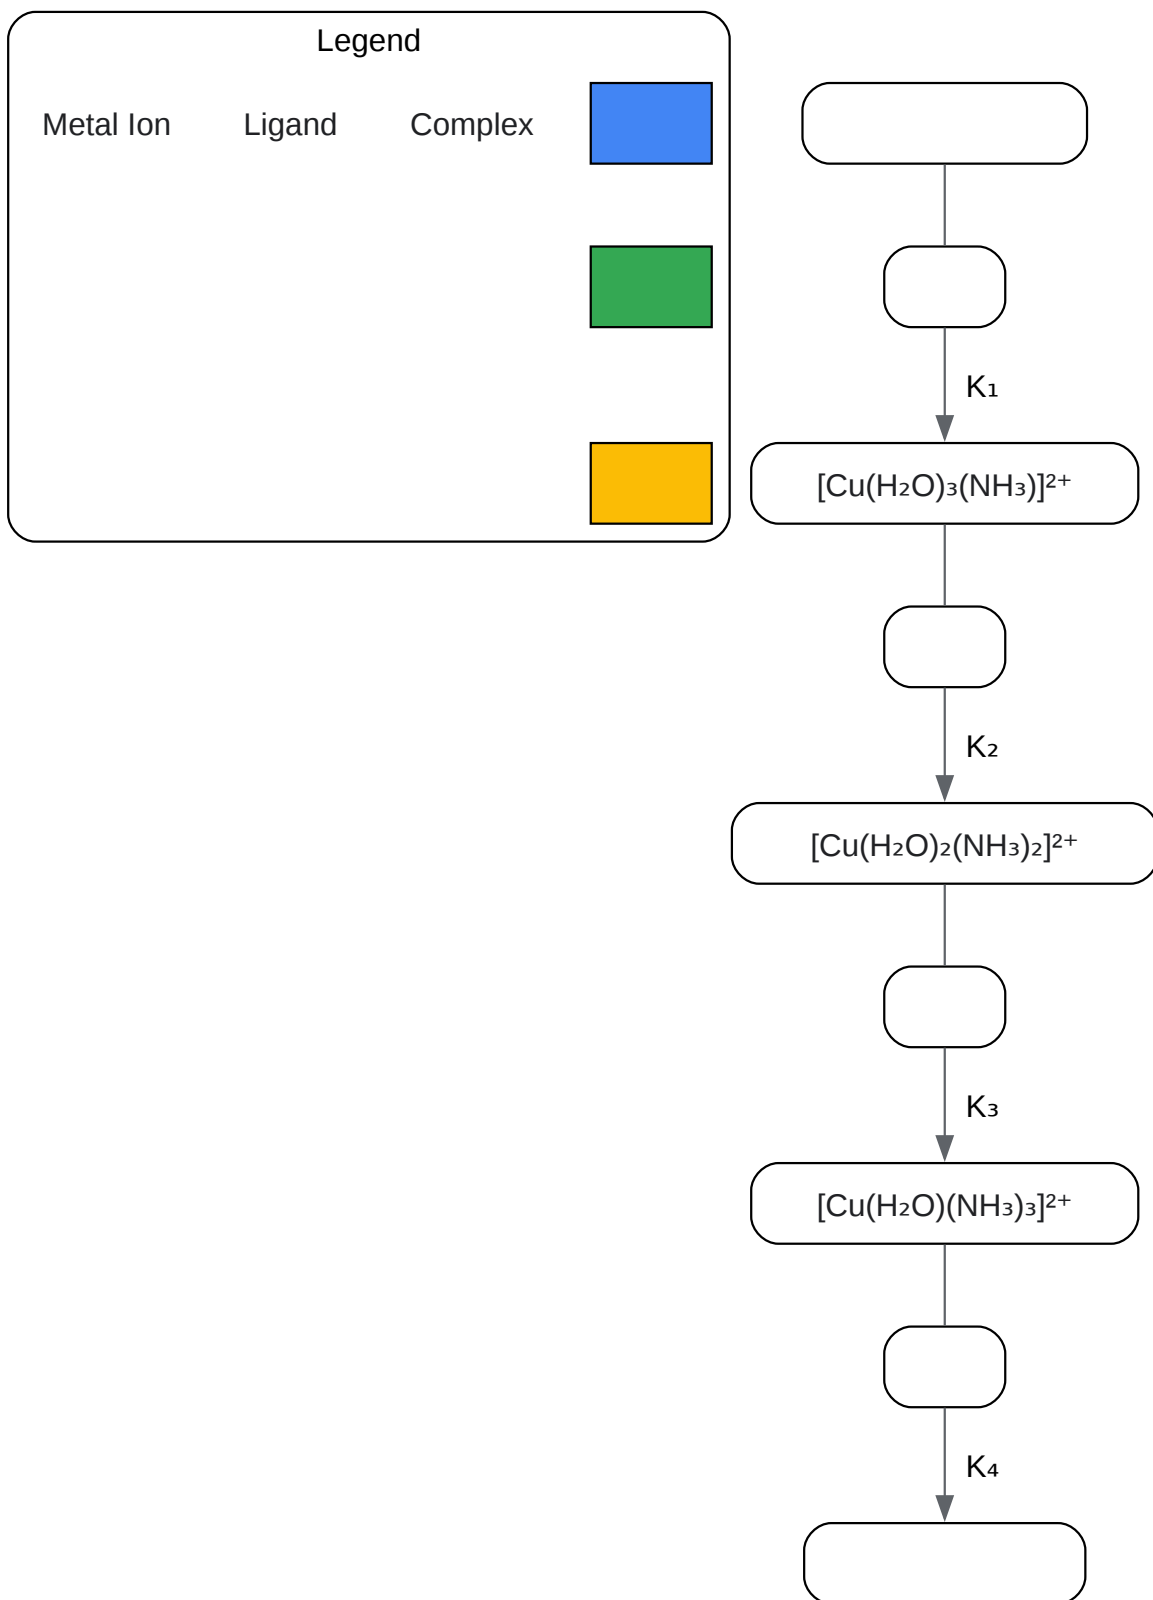 Legend
Metal Ion Ligand Complex
K₁
[Cu(H₂O)₃(NH₃)]²⁺
K₂
[Cu(H₂O)₂(NH₃)₂]²⁺
K₃
[Cu(H₂O)(NH₃)₃]²⁺
K₄